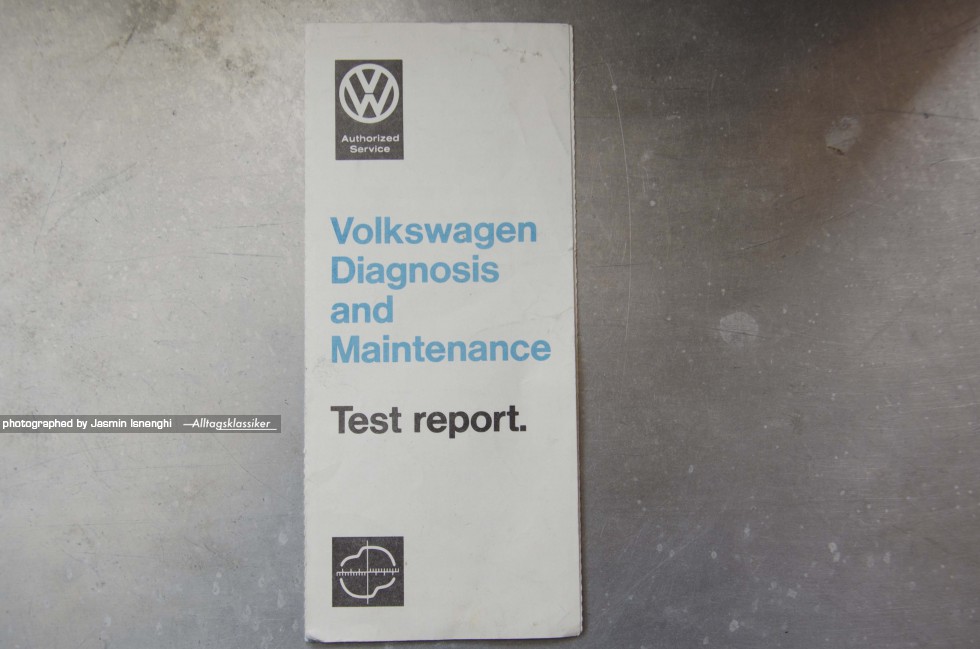 Authorized
Service
Volkswagen
Diagnosis
and
Maintenance
Test report.
photographed by Jasmin Isnenghi —Alltagsklassiker